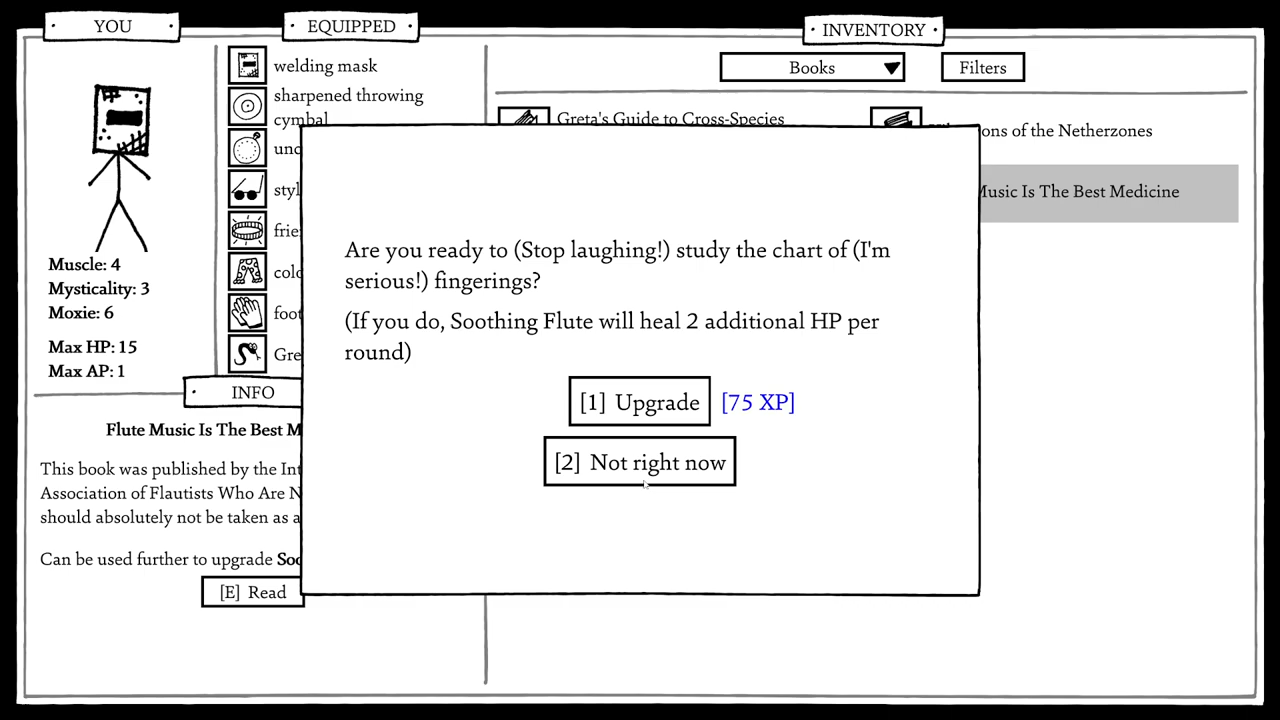 YOU
EQUIPPED
INVENTORY
welding mask
sharpened throwing
cymbal
Books
Filters
Greta's Guide to Cross-Species
ons of the Netherzones
Music Is The Best Medicine
Muscle: 4
Mysticality: 3
Moxie: 6
Max HP: 15
Max AP: 1
INFO
Flute Music Is The Best M
This book was published by the Int
Association of Flautists Who Are N
should absolutely not be taken as a
Can be used further to upgrade Soo
[E] Read
Are you ready to (Stop laughing!) study the chart of (I'm
serious!) fingerings?
(If you do, Soothing Flute will heal 2 additional HP per
round)
[1] Upgrade [75 XP]
[2] Not right now